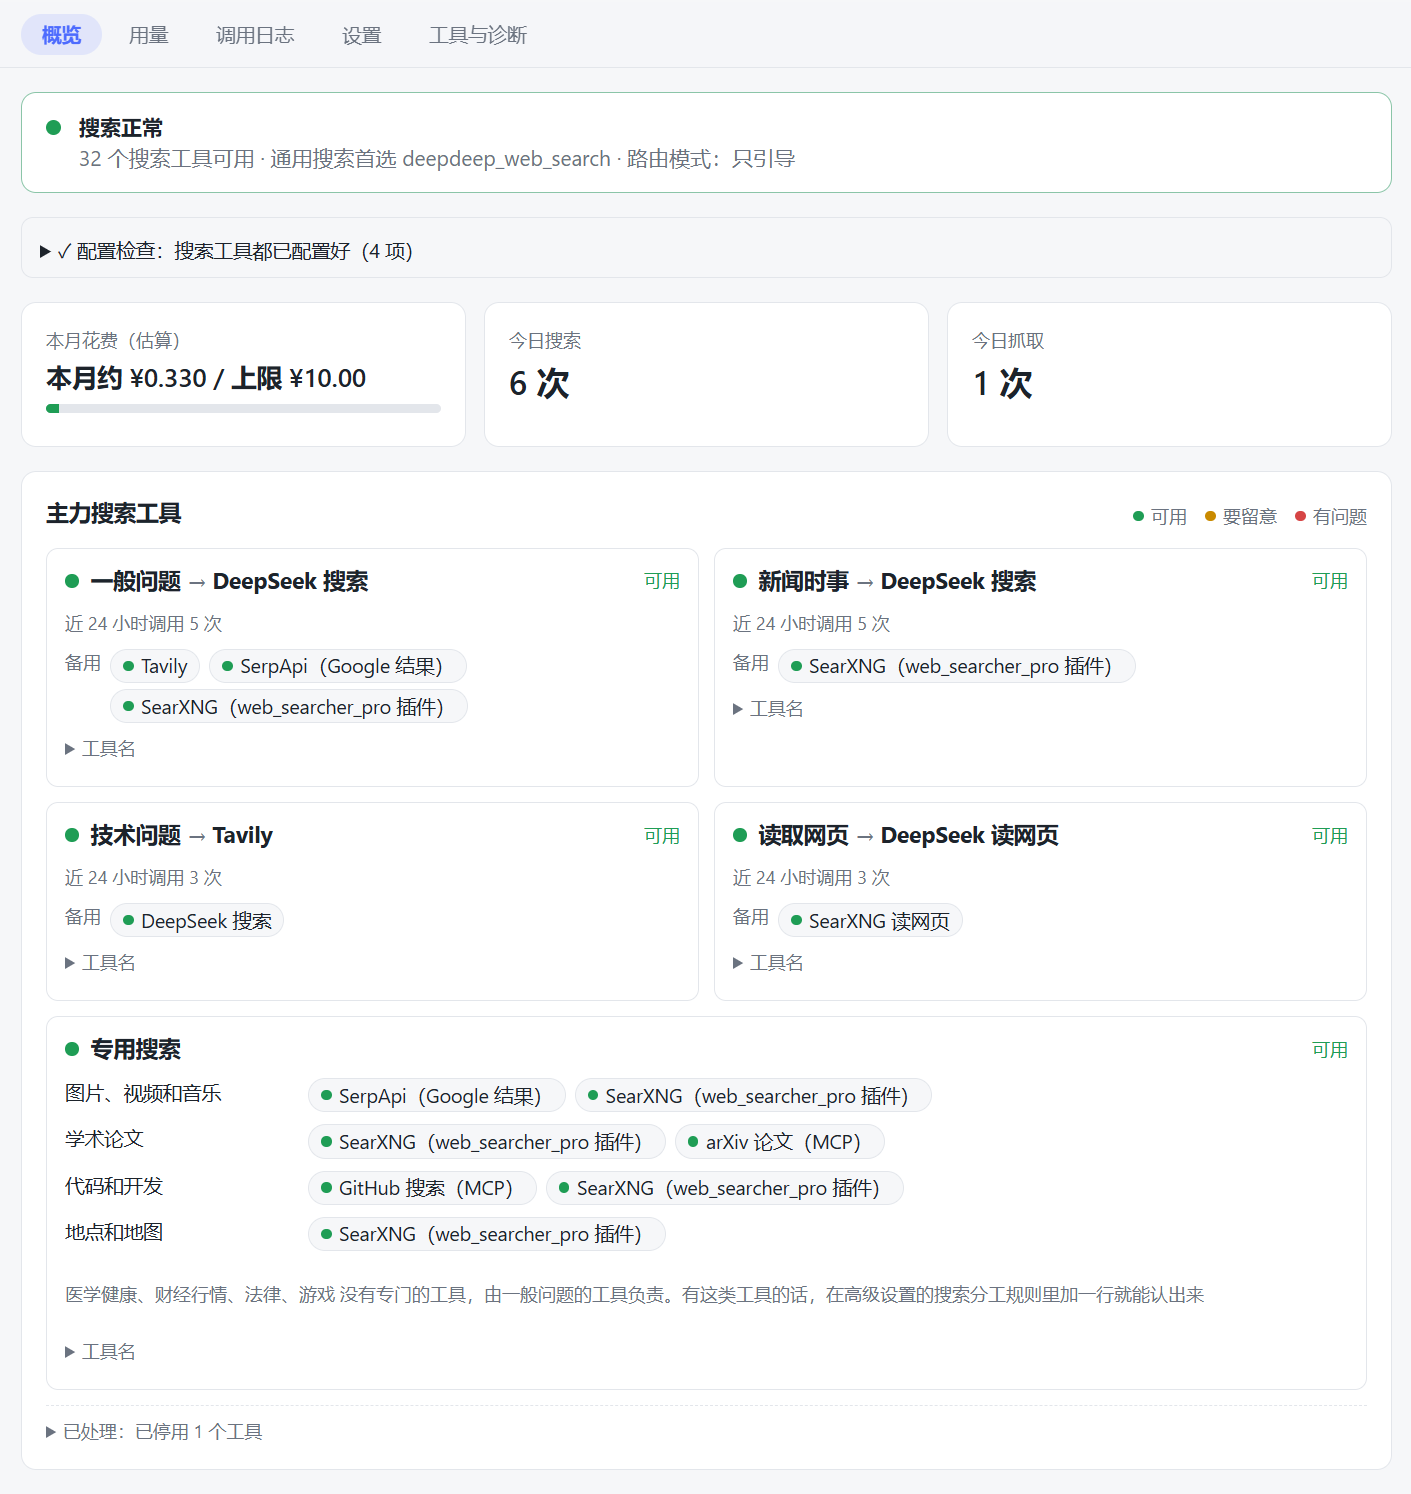 概览 用量 调用日志 设置 工具与诊断
搜索正常
32 个搜索工具可用 · 通用搜索首选 deepdeep_web_search · 路由模式：只引导
▶ ✓ 配置检查：搜索工具都已配置好（4 项）
本月花费（估算）
本月约 ¥0.330 / 上限 ¥10.00
今日搜索
6 次
今日抓取
1 次
主力搜索工具
可用 要留意 有问题
一般问题 → DeepSeek 搜索 可用
近 24 小时调用 5 次
备用 Tavily SerpApi（Google 结果）
SearXNG（web_searcher_pro 插件）
▶ 工具名
新闻时事 → DeepSeek 搜索 可用
近 24 小时调用 5 次
备用 SearXNG（web_searcher_pro 插件）
▶ 工具名
技术问题 → Tavily 可用
近 24 小时调用 3 次
备用 DeepSeek 搜索
▶ 工具名
读取网页 → DeepSeek 读网页 可用
近 24 小时调用 3 次
备用 SearXNG 读网页
▶ 工具名
专用搜索 可用
图片、视频和音乐 SerpApi（Google 结果） SearXNG（web_searcher_pro 插件）
学术论文 SearXNG（web_searcher_pro 插件） arXiv 论文（MCP）
代码和开发 GitHub 搜索（MCP） SearXNG（web_searcher_pro 插件）
地点和地图 SearXNG（web_searcher_pro 插件）
医学健康、财经行情、法律、游戏 没有专门的工具，由一般问题的工具负责。有这类工具的话，在高级设置的搜索分工规则里加一行就能认出来
▶ 工具名
▶ 已处理：已停用 1 个工具